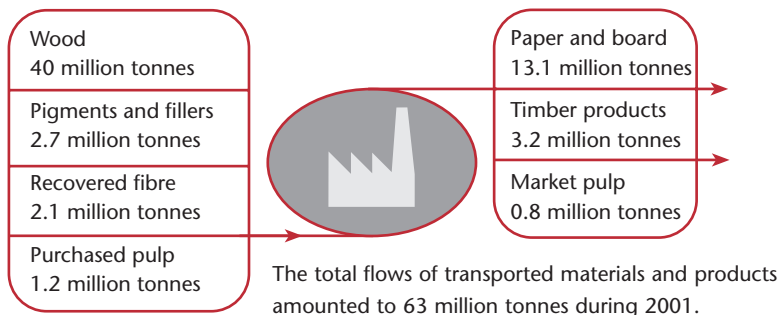 Wood
40 million tonnes
Pigments and fillers
2.7 million tonnes
Recovered fibre
2.1 million tonnes
Purchased pulp
1.2 million tonnes
Paper and board
13.1 million tonnes
Timber products
3.2 million tonnes
Market pulp
0.8 million tonnes
The total flows of transported materials and products
amounted to 63 million tonnes during 2001.